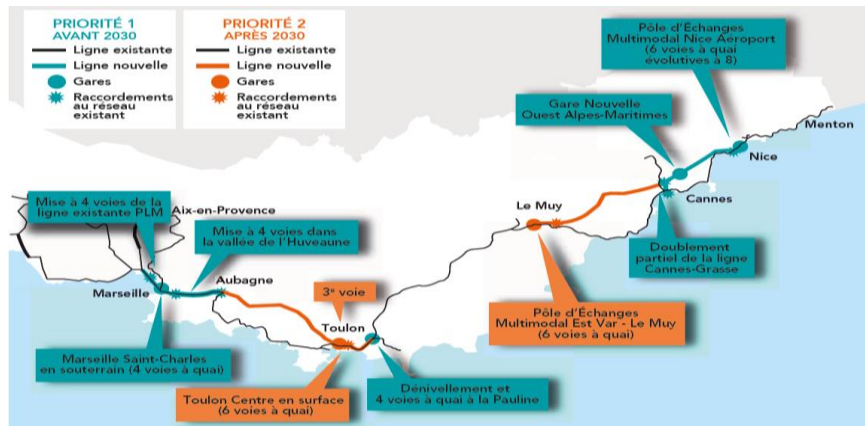 PRIORITÉ 1
AVANT 2030
Ligne existante
Ligne nouvelle
Gares
Raccordements
au réseau
existant
PRIORITÉ 2
APRÈS 2030
Ligne existante
Ligne nouvelle
Gares
Raccordements
au réseau
existant
Pôle d'Échanges
Multimodal Nice Aéroport
(6 voies à quai
évolutives à 8)
Gare Nouvelle
Ouest Alpes-Maritimes
Menton
Nice
Cannes
Le Muy
Mise à 4 voies de la
ligne existante PLM
Aix-en-Provence
Mise à 4 voies dans
la vallée de l'Huveaune
Doublement
partiel de la ligne
Cannes-Grasse
Aubagne
Marseille
3e voie
Toulon
Pôle d'Échanges
Multimodal Est Var - Le Muy
(6 voies à quai)
Marseille Saint-Charles
en souterrain (4 voies à quai)
Toulon Centre en surface
(6 voies à quai)
Dénivellement et
4 voies à quai à la Pauline